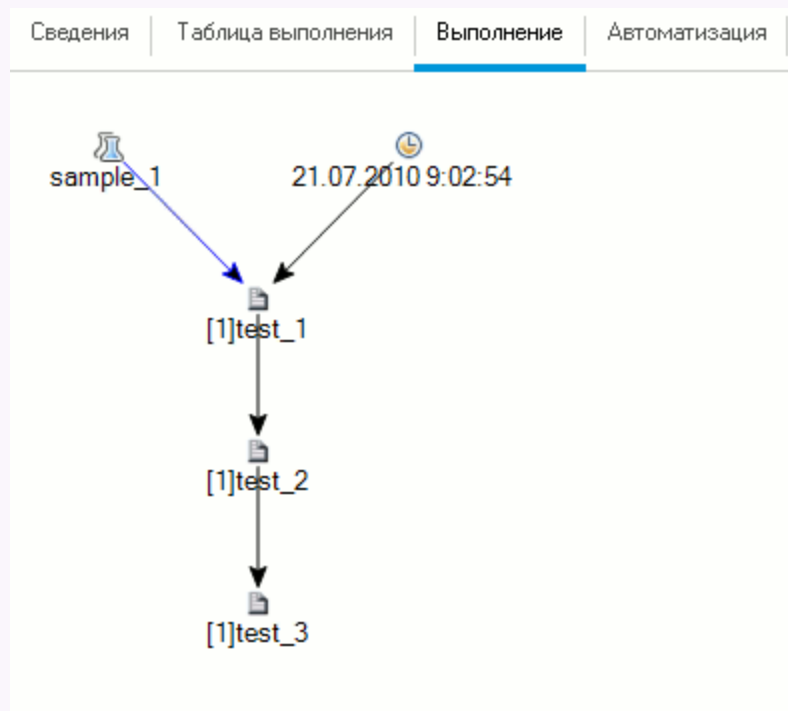 Сведения Таблица выполнения Выполнение Автоматизация
sample_1 21.07.2010 9:02:54
[1]test_1
[1]test_2
[1]test_3